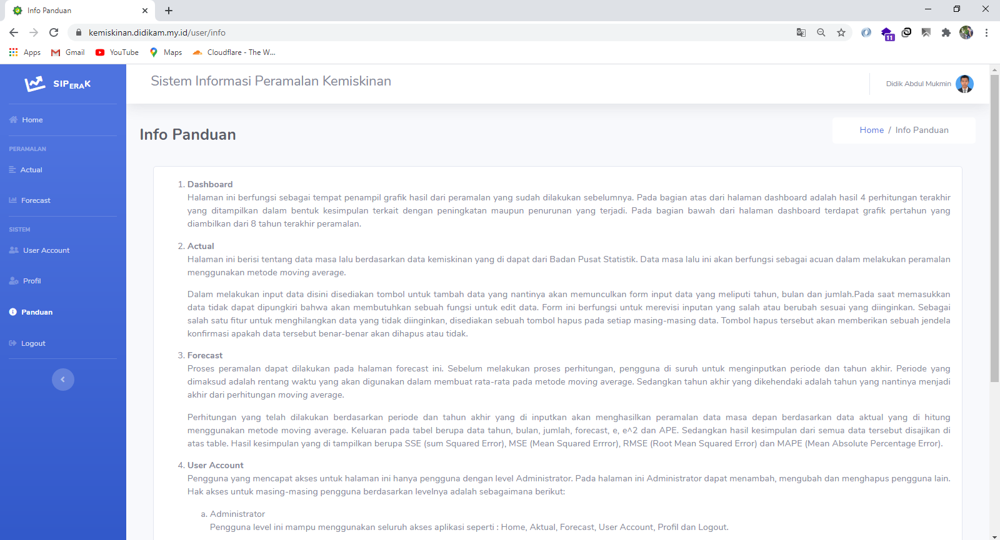 Info Panduan
kemiskinan.didikam.my.id/user/info
11
Apps
Gmail
YouTube
Maps
Cloudflare - The W...
SIPERAK
Sistem Informasi Peramalan Kemiskinan
Didik Abdul Mukmin
Home
PERAMALAN
Actual
Forecast
SISTEM
User Account
Profil
Panduan
Logout
Info Panduan
Home / Info Panduan
1. Dashboard
Halaman ini berfungsi sebagai tempat penampil grafik hasil dari peramalan yang sudah dilakukan sebelumnya. Pada bagian atas dari halaman dashboard adalah hasil 4 perhitungan terakhir
yang ditampilkan dalam bentuk kesimpulan terkait dengan peningkatan maupun penurunan yang terjadi. Pada bagian bawah dari halaman dashboard terdapat grafik pertahun yang
diambilkan dari 8 tahun terakhir peramalan.
2. Actual
Halaman ini berisi tentang data masa lalu berdasarkan data kemiskinan yang di dapat dari Badan Pusat Statistik. Data masa lalu ini akan berfungsi sebagai acuan dalam melakukan peramalan
menggunakan metode moving average.
Dalam melakukan input data disini disediakan tombol untuk tambah data yang nantinya akan memunculkan form input data yang meliputi tahun, bulan dan jumlah.Pada saat memasukkan
data tidak dapat dipungkiri bahwa akan membutuhkan sebuah fungsi untuk edit data. Form ini berfungsi untuk merevisi inputan yang salah atau berubah sesuai yang diinginkan. Sebagai
salah satu fitur untuk menghilangkan data yang tidak diinginkan, disediakan sebuah tombol hapus pada setiap masing-masing data. Tombol hapus tersebut akan memberikan sebuah jendela
konfirmasi apakah data tersebut benar-benar akan dihapus atau tidak.
3. Forecast
Proses peramalan dapat dilakukan pada halaman forecast ini. Sebelum melakukan proses perhitungan, pengguna di suruh untuk menginputkan periode dan tahun akhir. Periode yang
dimaksud adalah rentang waktu yang akan digunakan dalam membuat rata-rata pada metode moving average. Sedangkan tahun akhir yang dikehendaki adalah tahun yang nantinya menjadi
akhir dari perhitungan moving average.
Perhitungan yang telah dilakukan berdasarkan periode dan tahun akhir yang di inputkan akan menghasilkan peramalan data masa depan berdasarkan data aktual yang di hitung
menggunakan metode moving average. Keluaran pada tabel berupa data tahun, bulan, jumlah, forecast, e, e^2 dan APE. Sedangkan hasil kesimpulan dari semua data tersebut disajikan di
atas table. Hasil kesimpulan yang di tampilkan berupa SSE (sum Squared Error), MSE (Mean Squared Errror), RMSE (Root Mean Squared Error) dan MAPE (Mean Absolute Percentage Error).
4. User Account
Pengguna yang mencapat akses untuk halaman ini hanya pengguna dengan level Administrator. Pada halaman ini Administrator dapat menambah, mengubah dan menghapus pengguna lain.
Hak akses untuk masing-masing pengguna berdasarkan levelnya adalah sebagaimana berikut:
a. Administrator
Pengguna level ini mampu menggunakan seluruh akses aplikasi seperti : Home, Aktual, Forecast, User Account, Profil dan Logout.